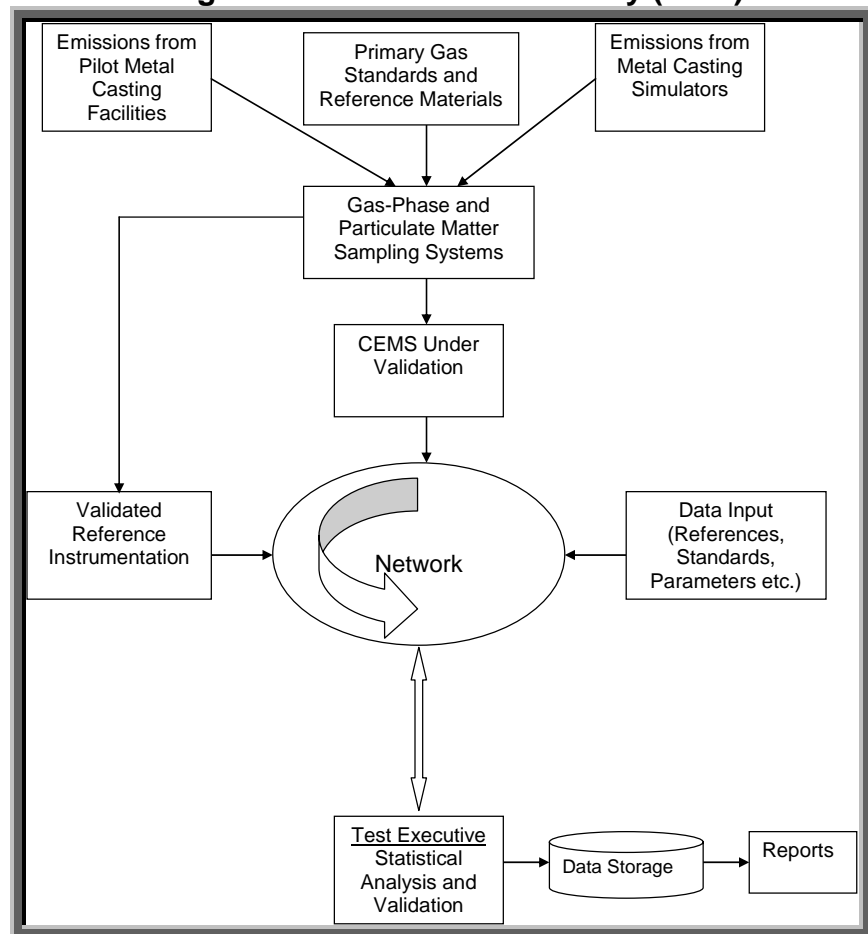 Emissions from
Pilot Metal
Casting
Facilities
Primary Gas
Standards and
Reference Materials
Emissions from
Metal Casting
Simulators
Gas-Phase and
Particulate Matter
Sampling Systems
CEMS Under
Validation
Validated
Reference
Instrumentation
Network
Data Input
(References,
Standards,
Parameters etc.)
Test Executive
Statistical
Analysis and
Validation
Data Storage
Reports